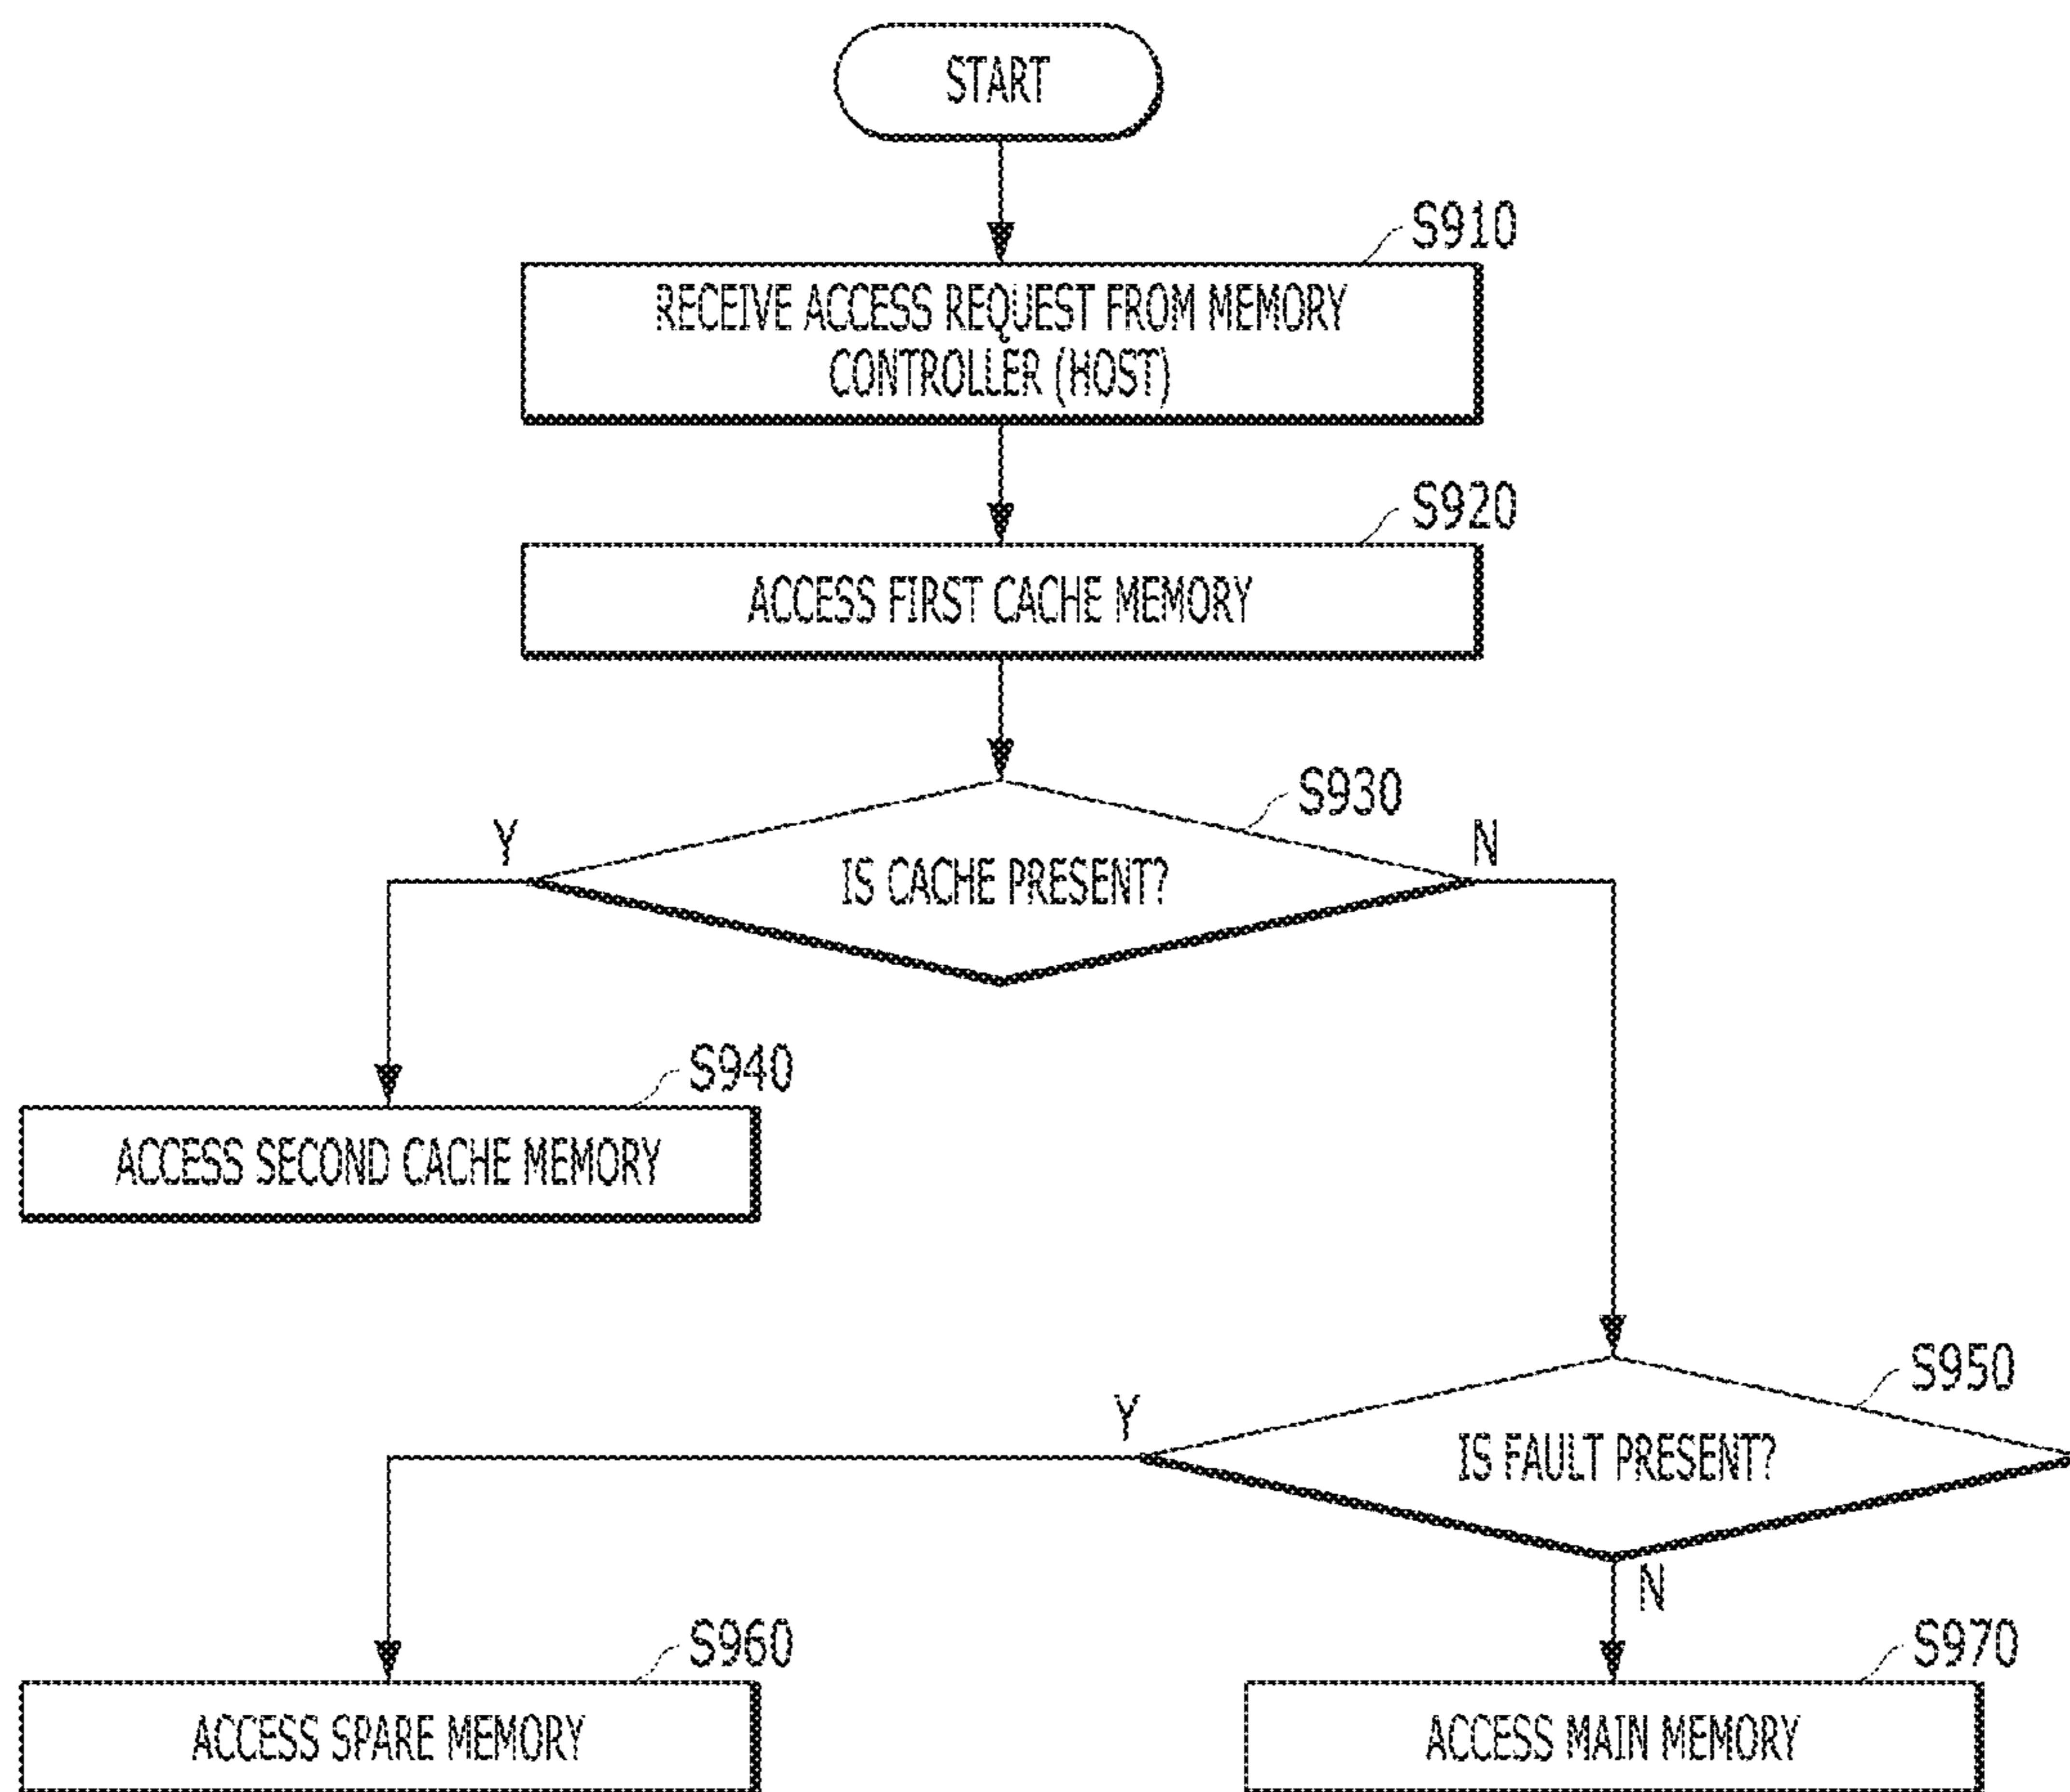 START
S910
RECEIVE ACCESS REQUEST FROM MEMORY
CONTROLLER (HOST)
S920
ACCESS FIRST CACHE MEMORY
S930
Y
IS CACHE PRESENT?
N
S940
ACCESS SECOND CACHE MEMORY
S950
Y
IS FAULT PRESENT?
N
S960
ACCESS SPARE MEMORY
S970
ACCESS MAIN MEMORY